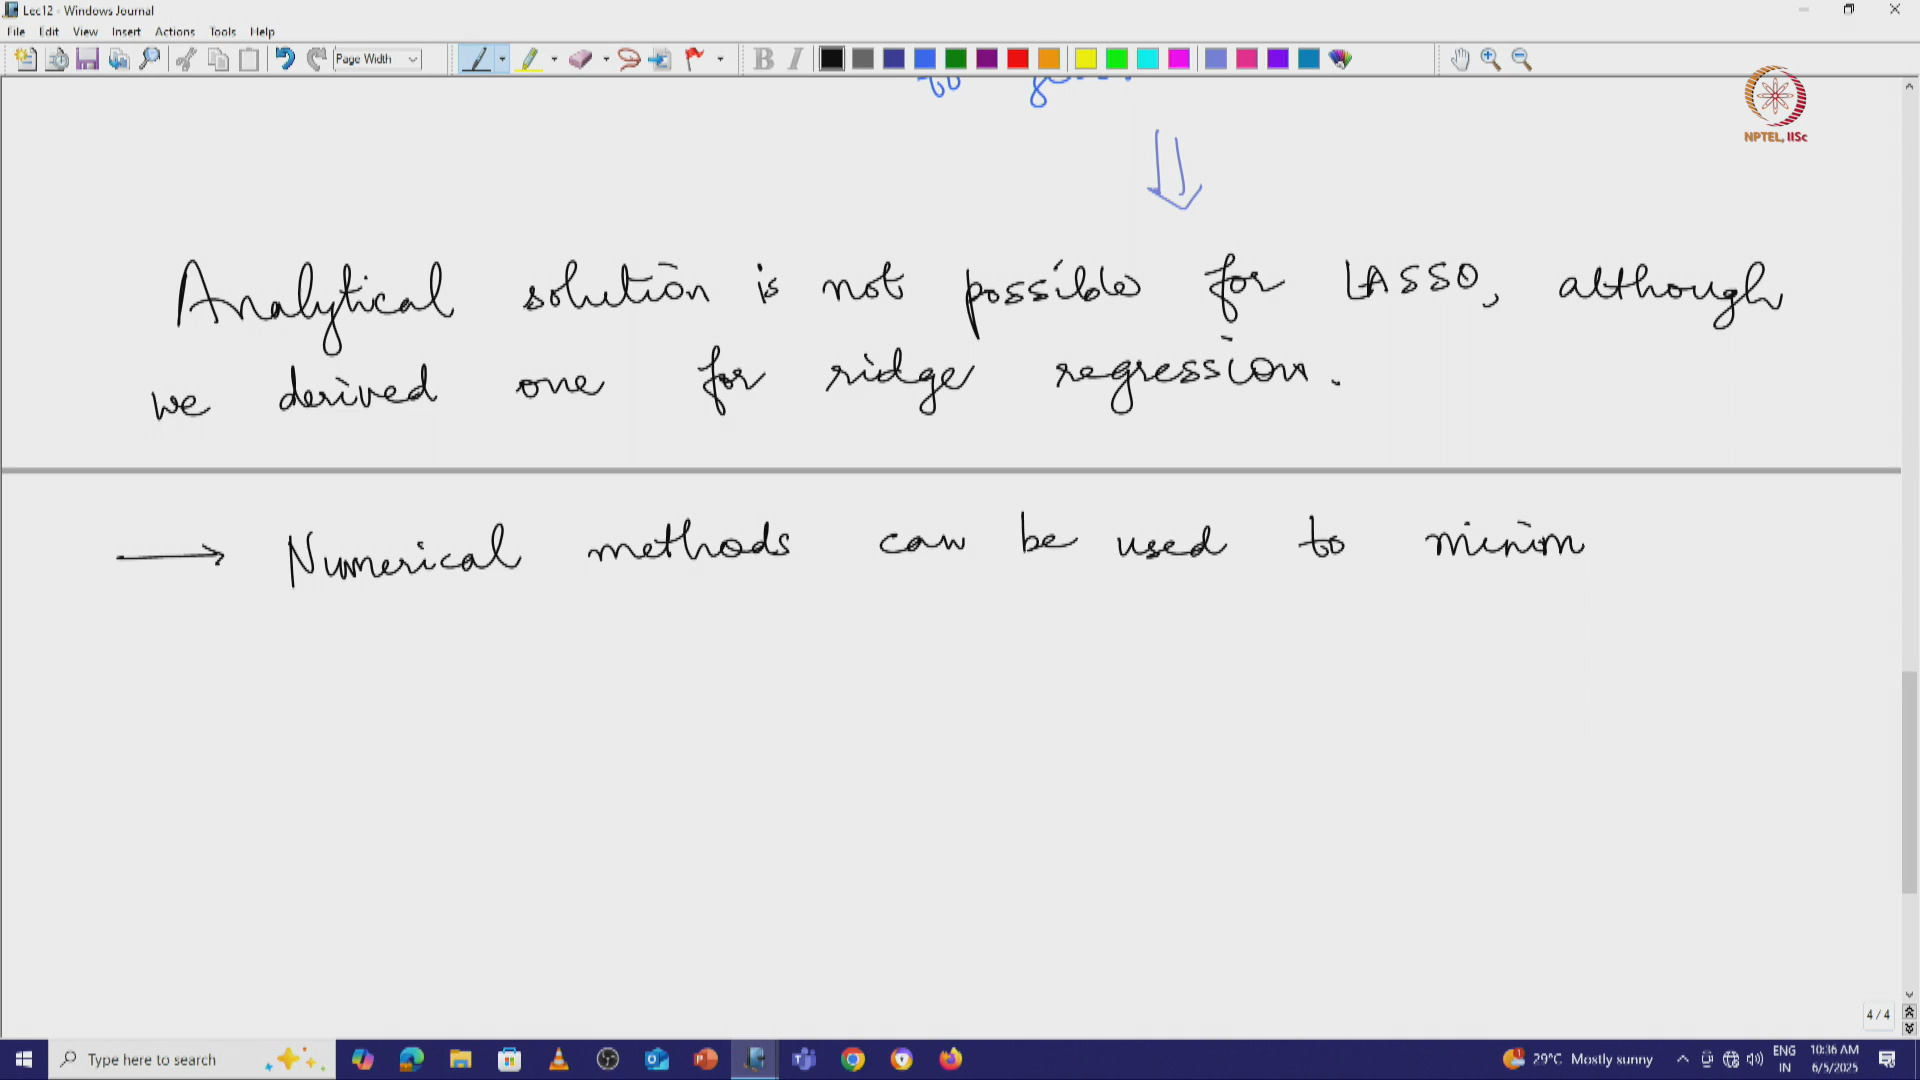 Lec12 - Windows Journal
File Edit View Insert Actions Tools Help
Page Width
B I
to
NPTEL, IISc
Analytical solution is not possible for LASSO, although
we derived one for ridge regression.
Numerical methods can be used to minim
4 / 4
Type here to search
29°C Mostly sunny
ENG
IN
10:36 AM
6/5/2025